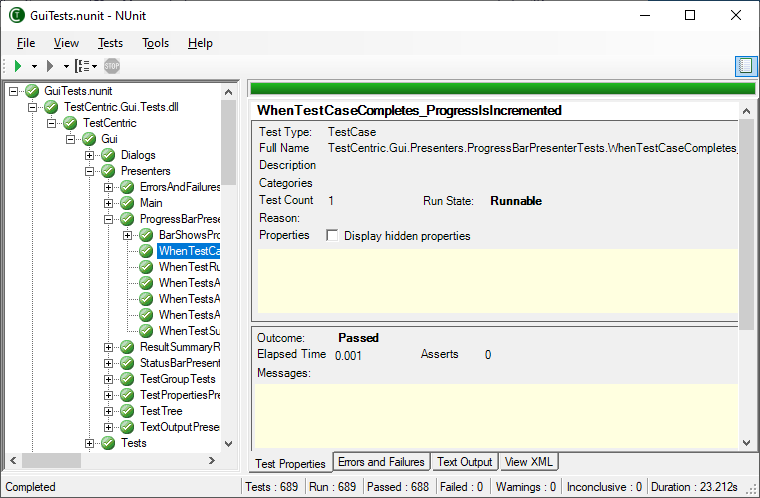 GuiTests.nunit - NUnit
File View Tests Tools Help
STOP
GuiTests.nunit
TestCentric.Gui.Tests.dll
TestCentric
Gui
Dialogs
Presenters
ErrorsAndFailures
Main
ProgressBarPrese
BarShowsPro
WhenTestCa
WhenTestRu
WhenTestsA
WhenTestsA
WhenTestsA
WhenTestSu
ResultSummaryR
StatusBarPresent
TestGroupTests
TestPropertiesPre
TestTree
TextOutputPrese
Tests
WhenTestCaseCompletes_ProgressIsIncremented
Test Type: TestCase
Full Name TestCentric.Gui.Presenters.ProgressBarPresenterTests.WhenTestCaseCompletes_
Description
Categories
Test Count 1 Run State: Runnable
Reason:
Properties Display hidden properties
Outcome: Passed
Elapsed Time 0.001 Asserts 0
Messages:
Test Properties Errors and Failures Text Output View XML
Completed Tests : 689 Run : 689 Passed : 688 Failed : 0 Warnings : 0 Inconclusive : 0 Duration : 23.212s